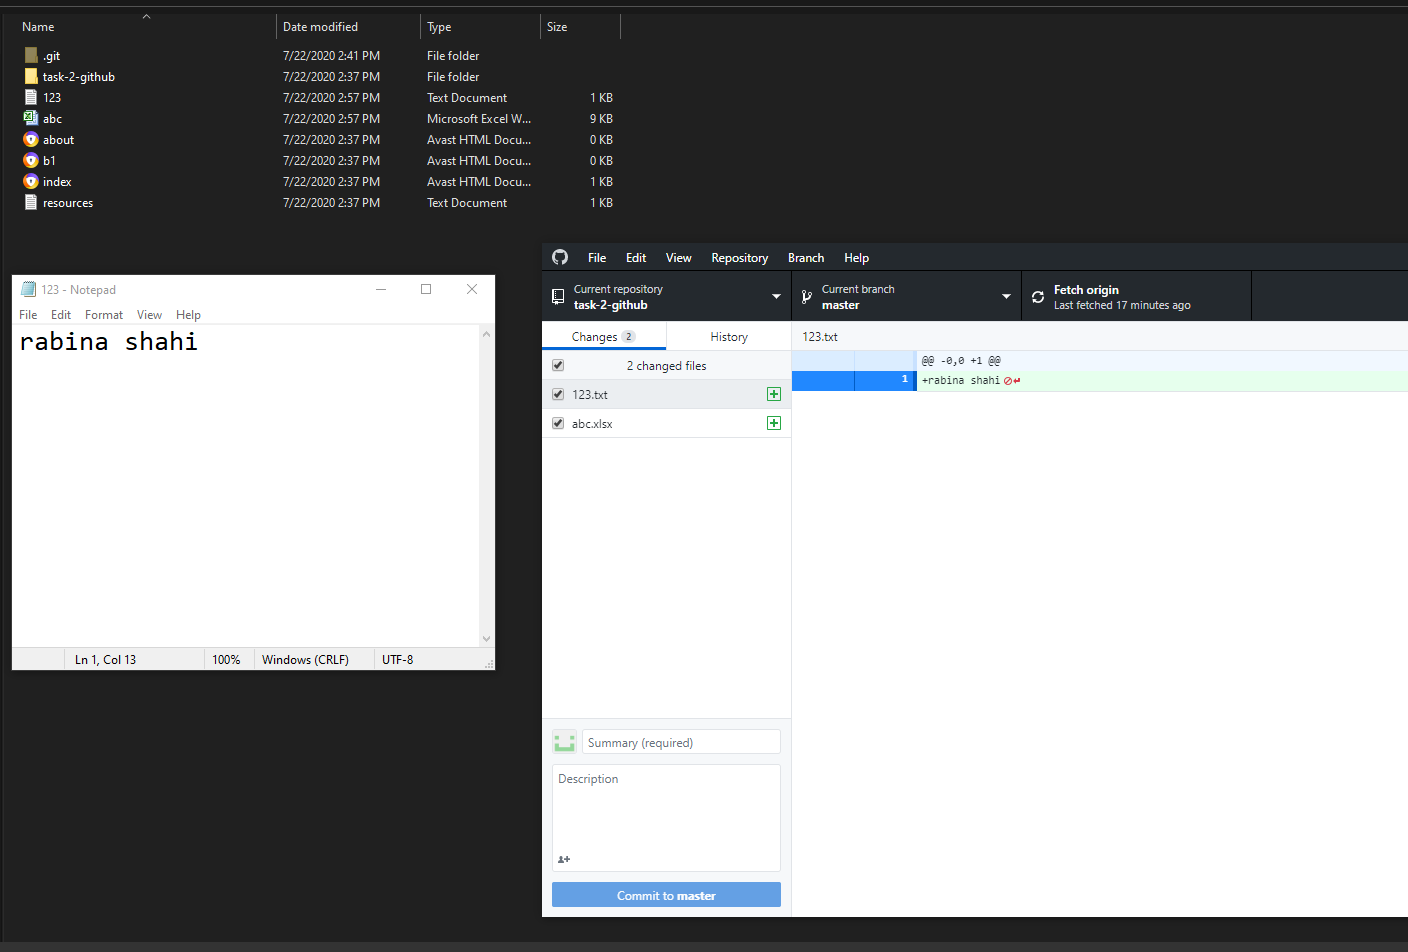 Name Date modified Type Size
.git 7/22/2020 2:41 PM File folder
task-2-github 7/22/2020 2:37 PM File folder
123 7/22/2020 2:57 PM Text Document 1 KB
abc 7/22/2020 2:57 PM Microsoft Excel W... 9 KB
about 7/22/2020 2:37 PM Avast HTML Docu... 0 KB
b1 7/22/2020 2:37 PM Avast HTML Docu... 0 KB
index 7/22/2020 2:37 PM Avast HTML Docu... 1 KB
resources 7/22/2020 2:37 PM Text Document 1 KB
123 - Notepad
File Edit Format View Help
rabina shahi
Ln 1, Col 13 100% Windows (CRLF) UTF-8
File Edit View Repository Branch Help
Current repository
task-2-github
Current branch
master
Fetch origin
Last fetched 17 minutes ago
Changes 2 History
2 changed files
123.txt
abc.xlsx
123.txt
@@ -0,0 +1 @@
1 +rabina shahi
Summary (required)
Description
Commit to master